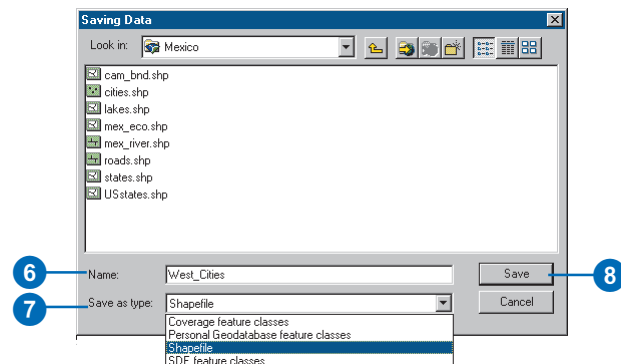 Saving Data
Look in: Mexico
cam_bnd.shp
cities.shp
lakes.shp
mex_eco.shp
mex_river.shp
roads.shp
states.shp
USstates.shp
6 Name: West_Cities Save 8
7 Save as type: Shapefile Cancel
Coverage feature classes
Personal Geodatabase feature classes
Shapefile
SDE feature classes